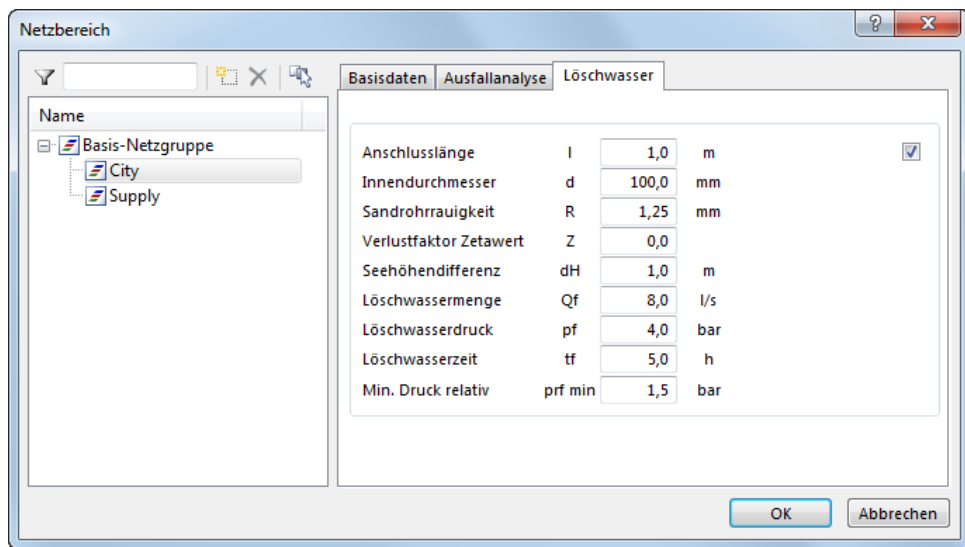 Netzbereich
Basisdaten Ausfallanalyse Löschwasser
Name
Basis-Netzgruppe
City
Supply
Anschlusslänge l 1,0 m
Innendurchmesser d 100,0 mm
Sandrohrrauigkeit R 1,25 mm
Verlustfaktor Zetawert Z 0,0
Seehöhendifferenz dH 1,0 m
Löschwassermenge Qf 8,0 l/s
Löschwasserdruck pf 4,0 bar
Löschwasserzeit tf 5,0 h
Min. Druck relativ prf min 1,5 bar
OK Abbrechen